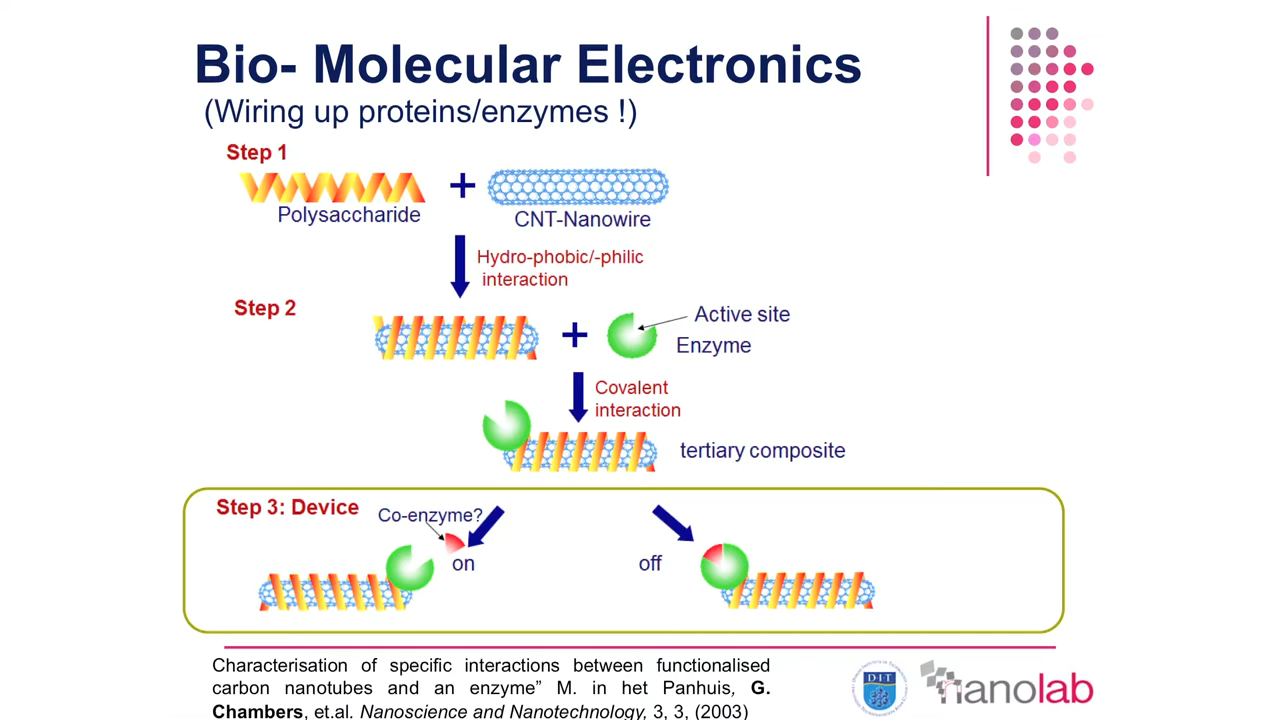 Bio- Molecular Electronics
(Wiring up proteins/enzymes !)
Step 1
Polysaccharide
+
CNT-Nanowire
Hydro-phobic/-philic
interaction
Step 2
+
Active site
Enzyme
Covalent
interaction
tertiary composite
Step 3: Device
Co-enzyme?
on
off
Characterisation of specific interactions between functionalised
carbon nanotubes and an enzyme” M. in het Panhuis, G.
Chambers, et.al. Nanoscience and Nanotechnology, 3, 3, (2003)
DIT
nanolab